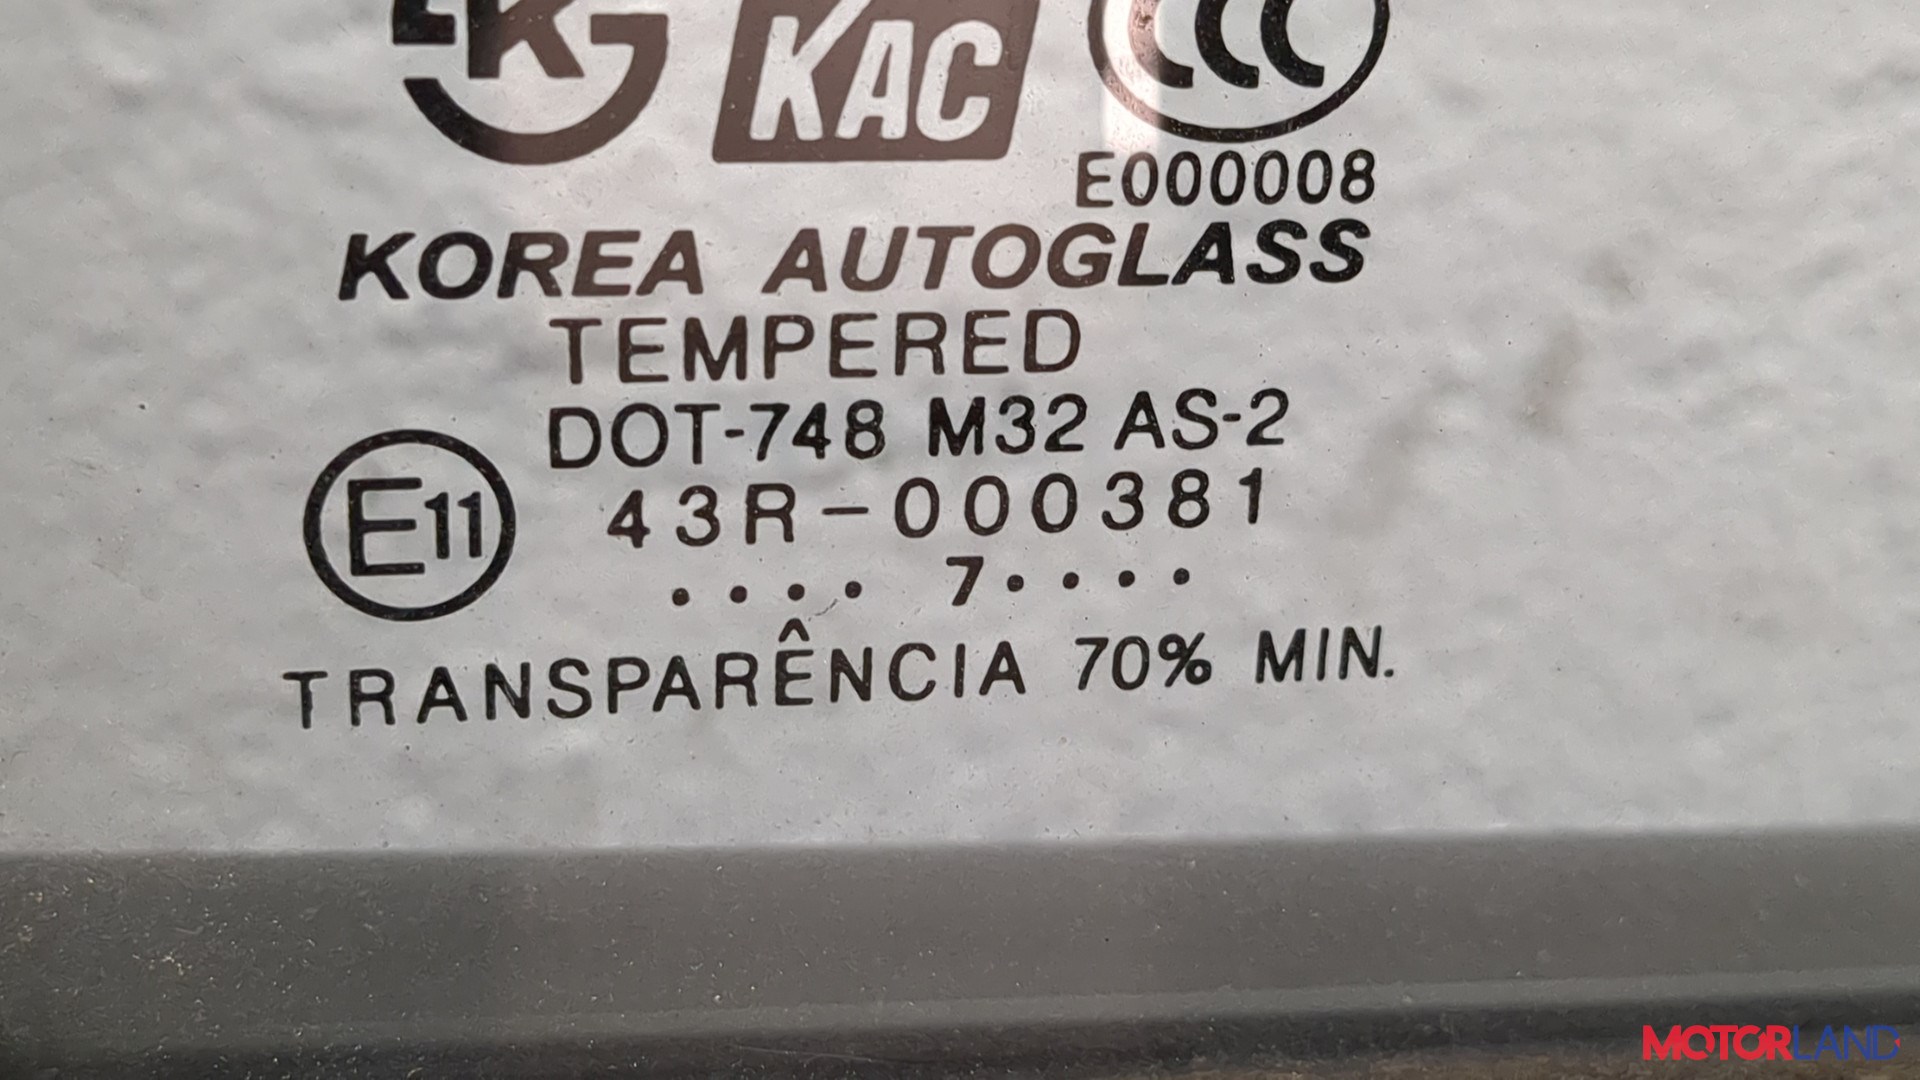 KAC
E000008
KOREA AUTOGLASS
TEMPERED
DOT-748 M32 AS-2
E11 43R-000381
.... 7....
TRANSPARÊNCIA 70% MIN.
MOTORLAND